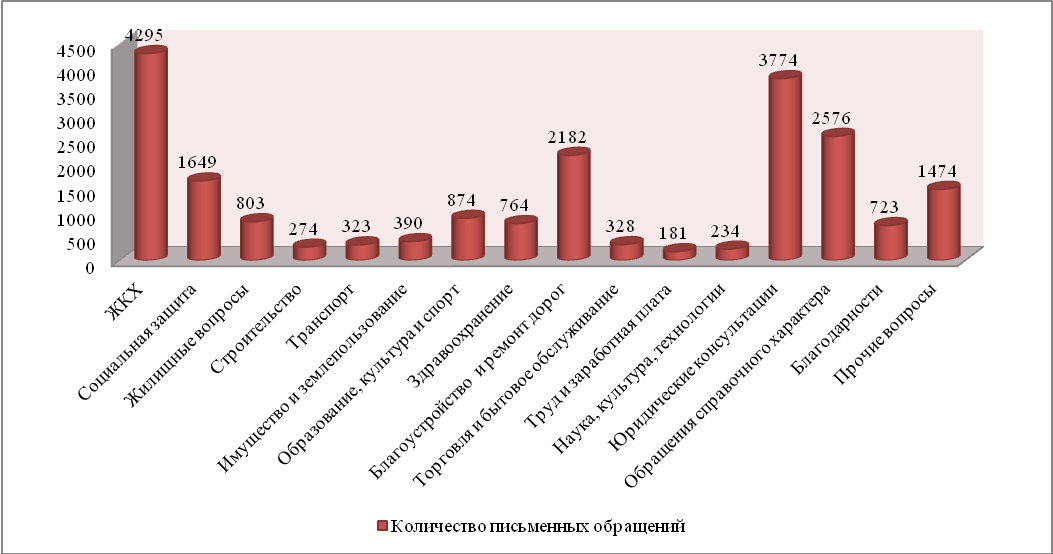 4500
4000
3500
3000
2500
2000
1500
1000
500
0
4295
1649
803
274
323
390
874
764
2182
328
181
234
3774
2576
723
1474
ЖКХ
Социальная защита
Жилищные вопросы
Строительство
Транспорт
Имущество и землепользование
Образование, культура и спорт
Здравоохранение
Благоустройство и ремонт дорог
Торговля и бытовое обслуживание
Труд и заработная плата
Наука, культура, технологии
Юридические консультации
Обращения справочного характера
Благодарности
Прочие вопросы
Количество письменных обращений